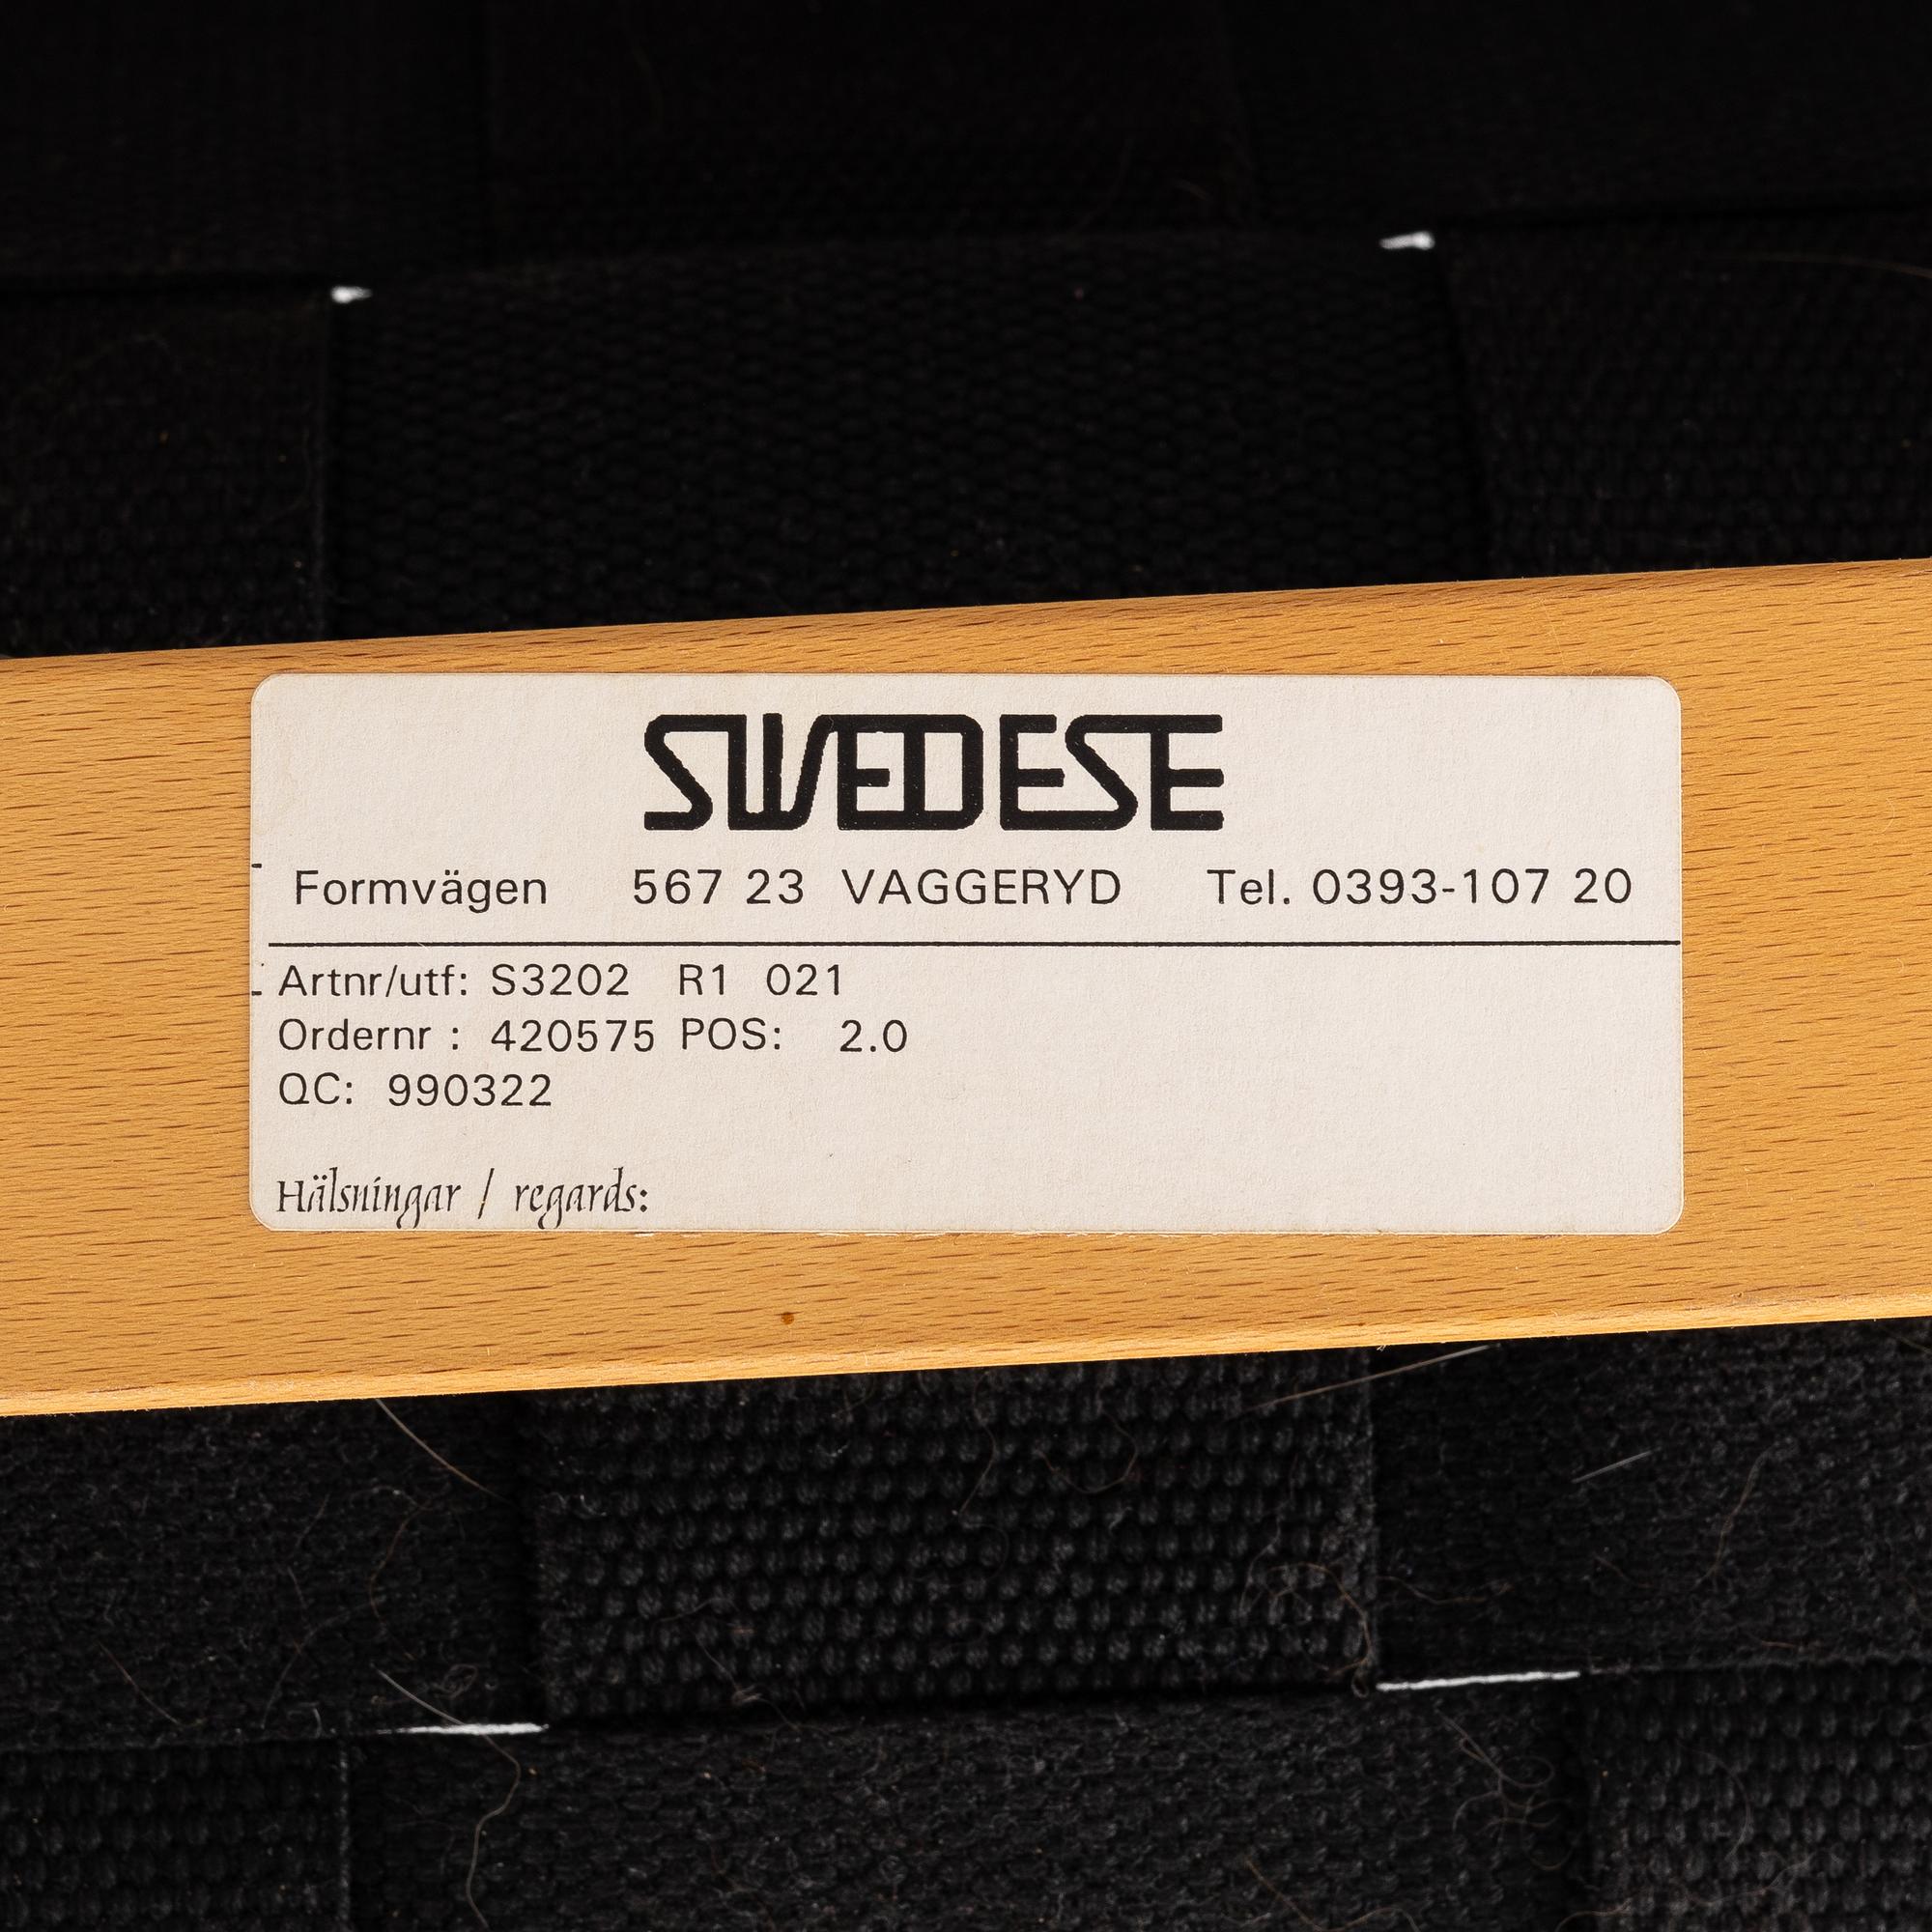 SWEDESE
Formvägen 567 23 VAGGERYD Tel. 0393-107 20
Artnr/utf: S3202 R1 021
Ordernr : 420575 POS: 2.0
QC: 990322
Hälsningar / regards: